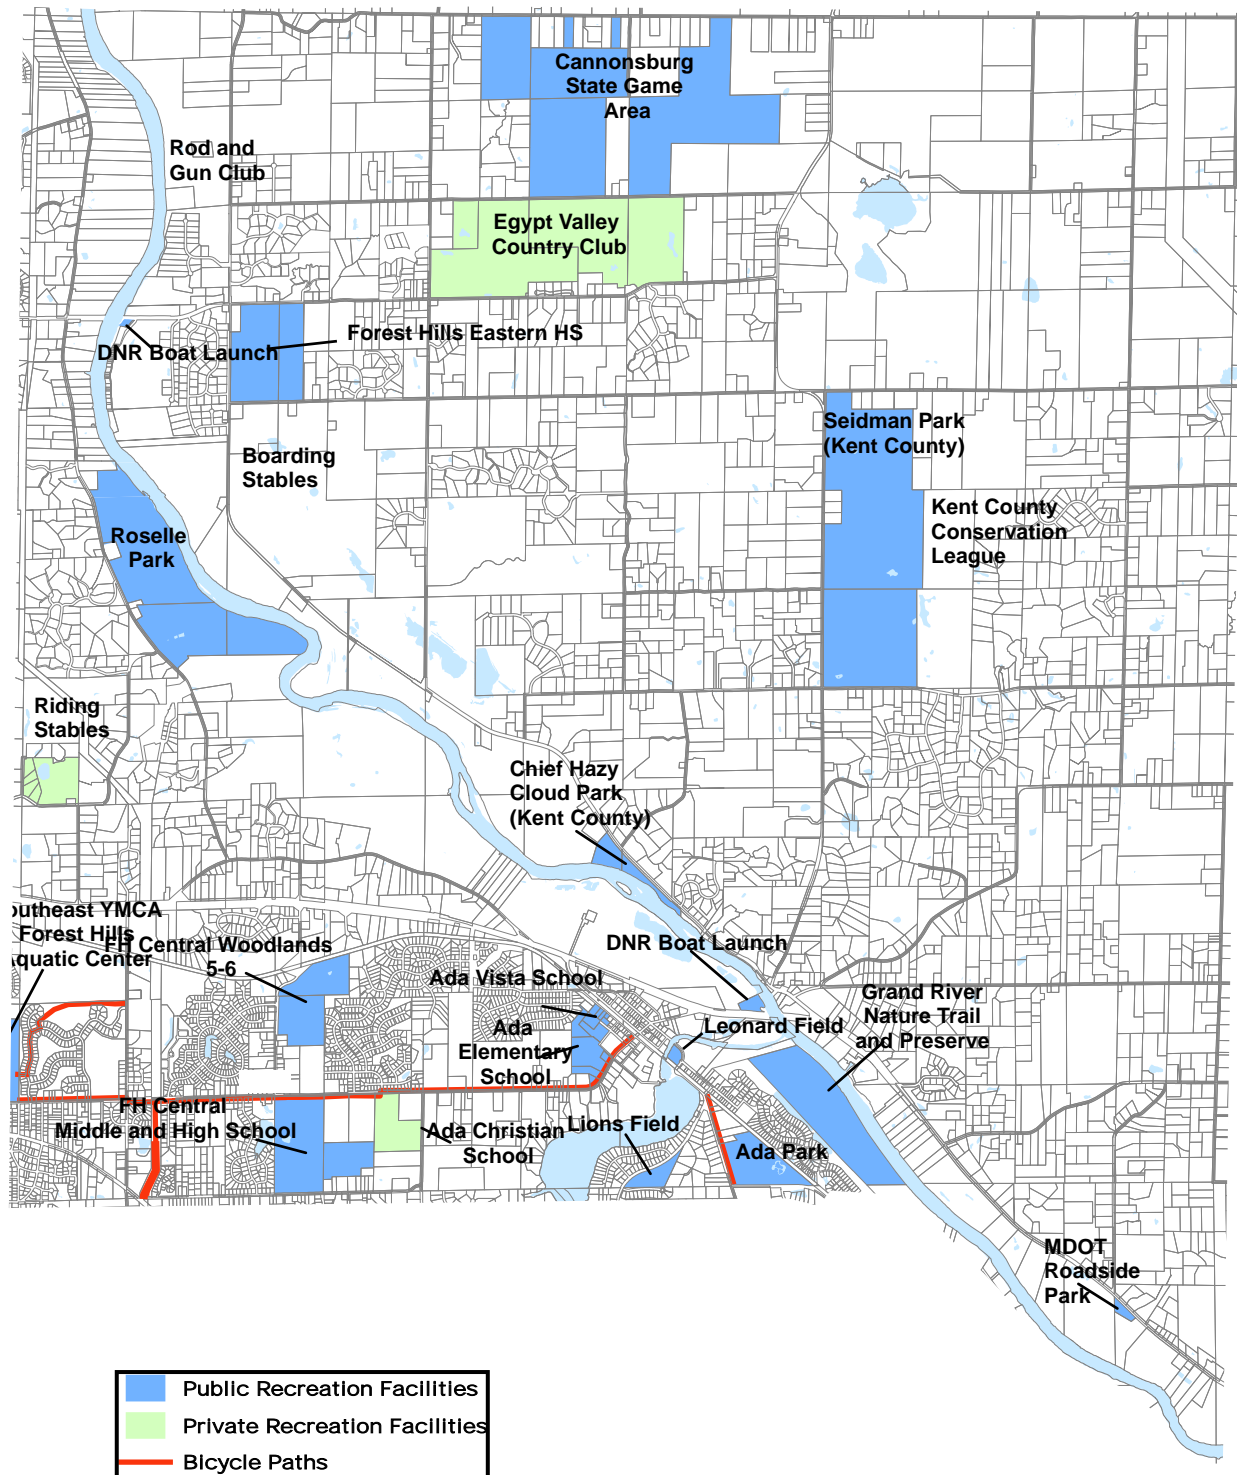 Cannonsburg
State Game
Area
Rod and
Gun Club
Egypt Valley
Country Club
Forest Hills Eastern HS
DNR Boat Launch
Seidman Park
(Kent County)
Boarding
Stables
Kent County
Conservation
League
Roselle
Park
Riding
Stables
Chief Hazy
Cloud Park
(Kent County)
outheast YMCA
Forest Hills
quatic Center
FH Central Woodlands
5-6
DNR Boat Launch
Ada Vista School
Grand River
Nature Trail
and Preserve
Leonard Field
Ada
Elementary
School
FH Central
Middle and High School
Ada Christian
School
Lions Field
Ada Park
MDOT
Roadside
Park
Public Recreation Facilities
Private Recreation Facilities
Bicycle Paths